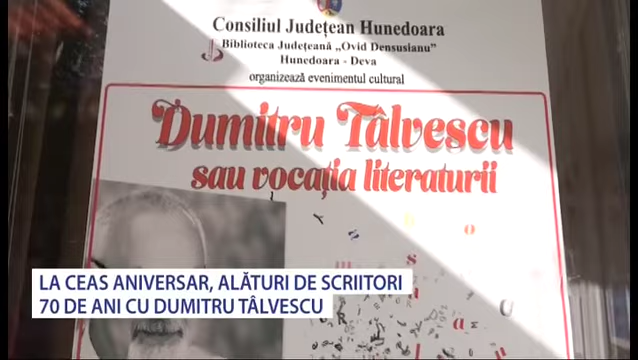 Consiliul Județean Hunedoara
Biblioteca Județeană „Ovid Densusianu”
Hunedoara - Deva
organizează evenimentul cultural
Dumitru Tâlvescu
sau vocația literaturii
LA CEAS ANIVERSAR, ALĂTURI DE SCRIITORI
70 DE ANI CU DUMITRU TÂLVESCU